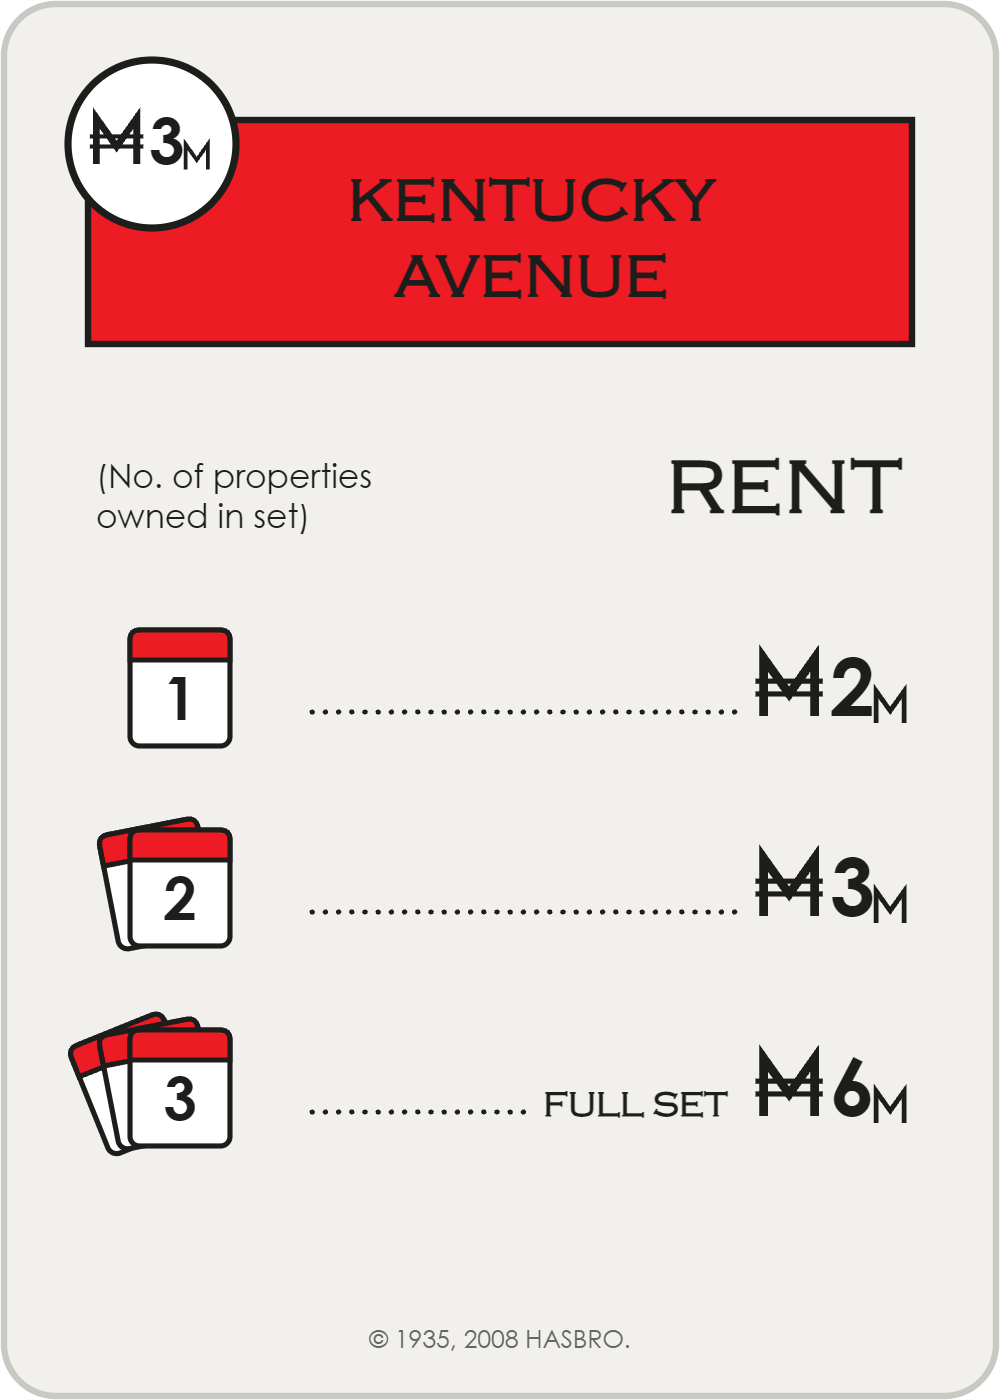 ₩3M
KENTUCKY
AVENUE
(No. of properties
owned in set)
RENT
1 ........................................ M2M
2 ........................................ M3M
3 ................. FULL SET M6M
© 1935, 2008 HASBRO.